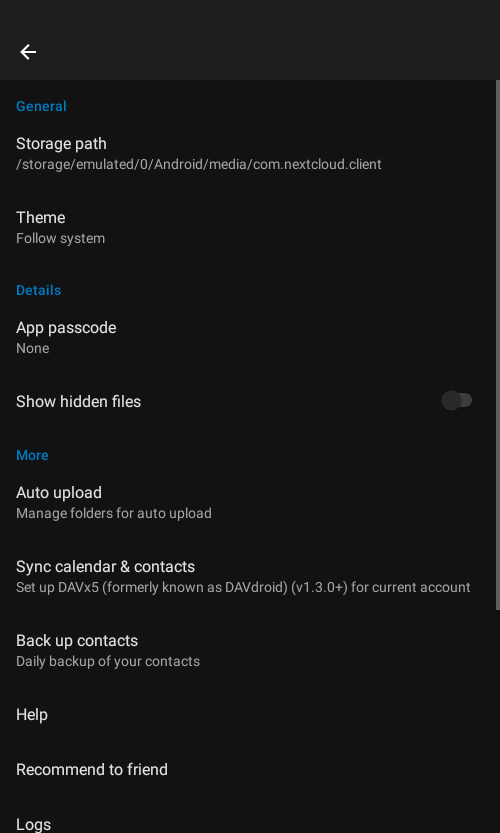 General
Storage path
/storage/emulated/0/Android/media/com.nextcloud.client
Theme
Follow system
Details
App passcode
None
Show hidden files
More
Auto upload
Manage folders for auto upload
Sync calendar & contacts
Set up DAVx5 (formerly known as DAVdroid) (v1.3.0+) for current account
Back up contacts
Daily backup of your contacts
Help
Recommend to friend
Logs